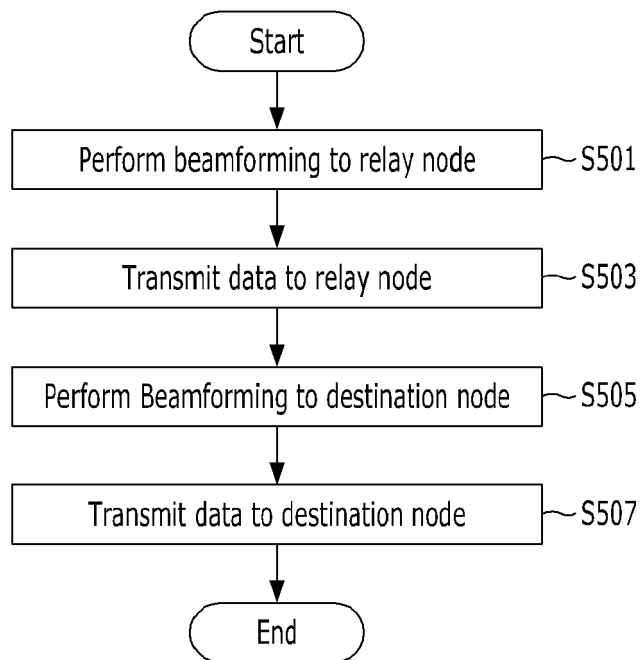 Start
Perform beamforming to relay node
S501
Transmit data to relay node
S503
Perform Beamforming to destination node
S505
Transmit data to destination node
S507
End